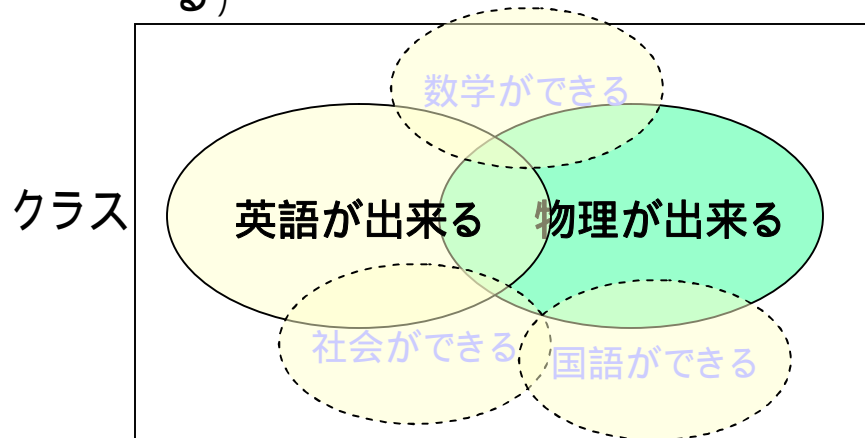 る)
数学ができる
クラス
英語が出来る
物理が出来る
社会ができる
国語ができる